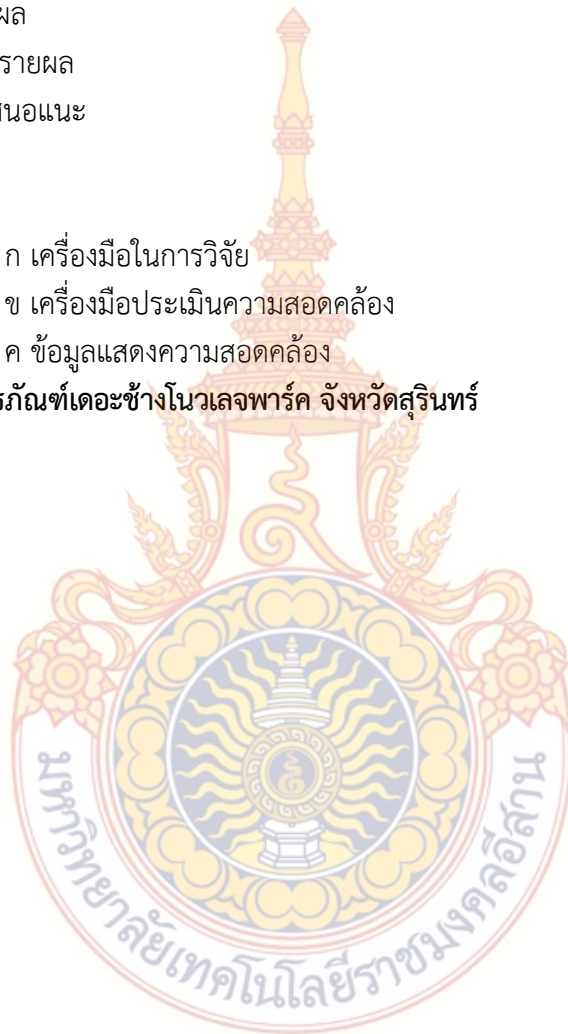 ผล
รายผล
สนอแนะ
ก เครื่องมือในการวิจัย
ข เครื่องมือประเมินความสอดคล้อง
ค ข้อมูลแสดงความสอดคล้อง
รภัณฑ์เดอะช้างโนวเลจพาร์ค จังหวัดสุรินทร์
มหาวิทยาลัยเทคโนโลยีราชมงคลอีสาน